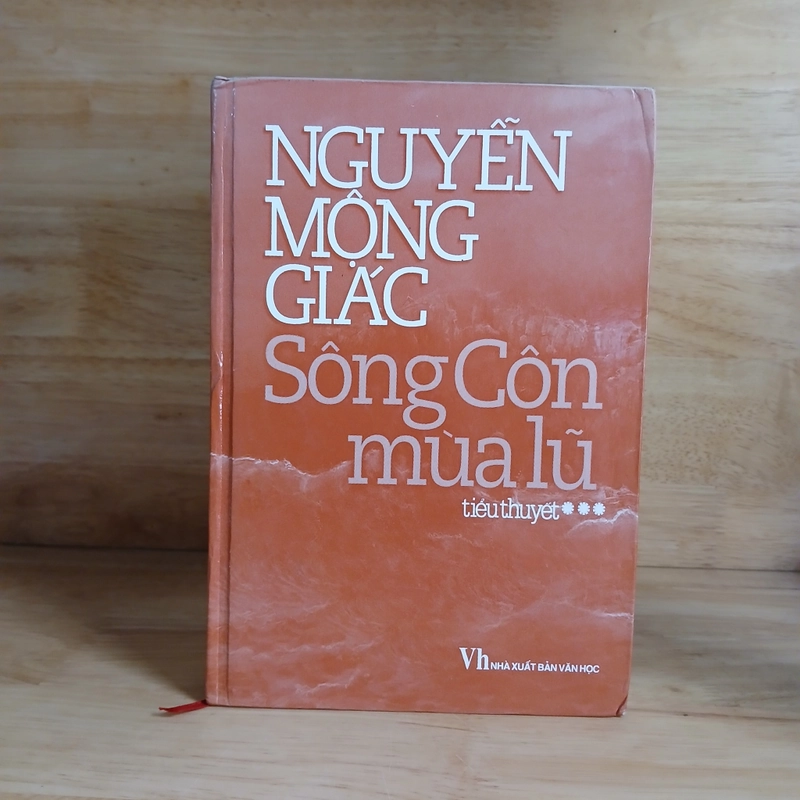 NGUYỄN
MỘNG
GIÁC
Sông Côn
mùa lũ
tiểu thuyết ***
Vh NHÀ XUẤT BẢN VĂN HỌC